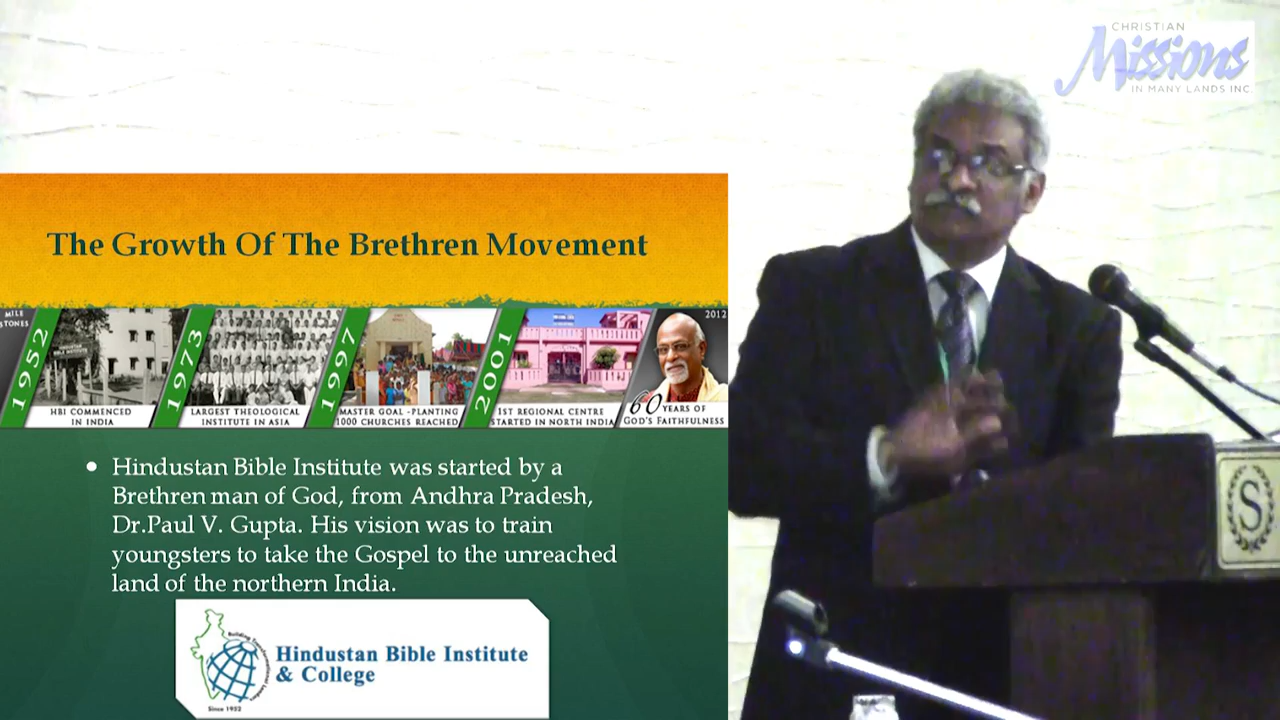 CHRISTIAN
Missions
IN MANY LANDS INC.
The Growth Of The Brethren Movement
MILE
STONES
1952
HBI COMMENCED
IN INDIA
1973
LARGEST THEOLOGICAL
INSTITUTE IN ASIA
1997
MASTER GOAL -PLANTING
1000 CHURCHES REACHED
2001
1ST REGIONAL CENTRE
STARTED IN NORTH INDIA
2012
60 YEARS OF
GOD'S FAITHFULNESS
• Hindustan Bible Institute was started by a
Brethren man of God, from Andhra Pradesh,
Dr.Paul V. Gupta. His vision was to train
youngsters to take the Gospel to the unreached
land of the northern India.
Hindustan Bible Institute
& College
Since 1952
S